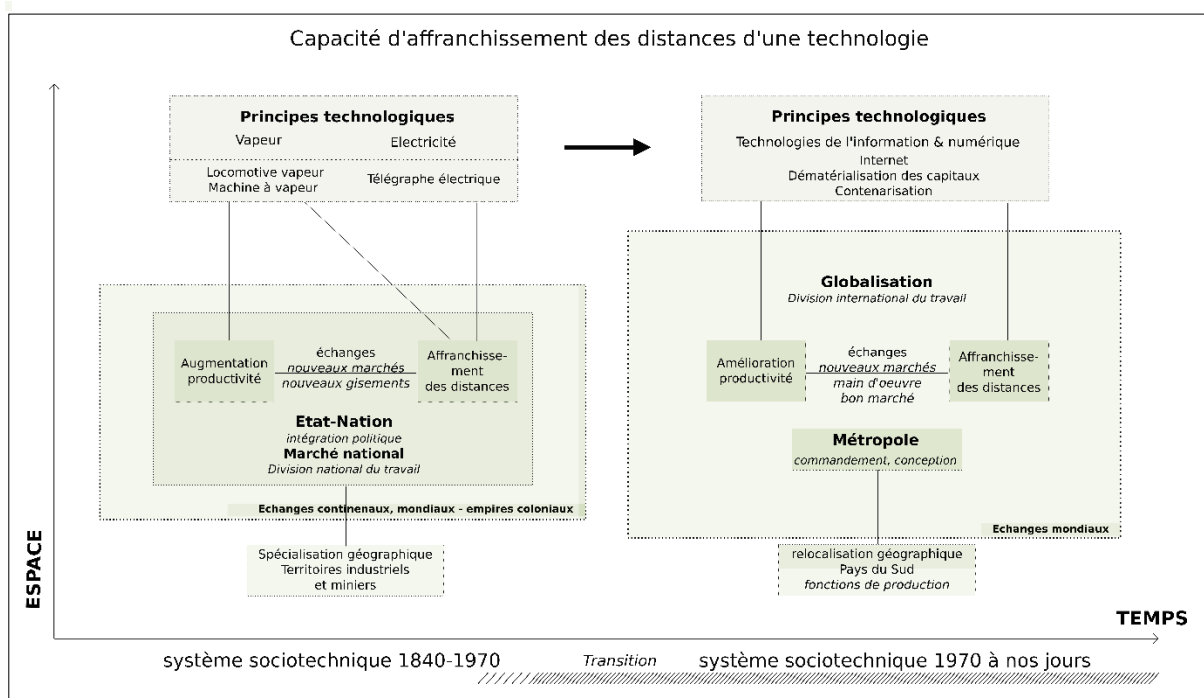 Capacité d'affranchissement des distances d'une technologie
Principes technologiques
Vapeur
Electricité
Locomotive vapeur
Machine à vapeur
Télégraphe électrique
Augmentation
productivité
échanges
nouveaux marchés
nouveaux gisements
Affranchisse-
ment
des distances
Etat-Nation
intégration politique
Marché national
Division national du travail
Echanges continenaux, mondiaux - empires coloniaux
Spécialisation géographique
Territoires industriels
et miniers
Principes technologiques
Technologies de l'information & numérique
Internet
Dématérialisation des capitaux
Contenarisation
Globalisation
Division international du travail
Amélioration
productivité
échanges
nouveaux marchés
main d'oeuvre
bon marché
Affranchisse-
ment
des distances
Métropole
commandement, conception
Echanges mondiaux
relocalisation géographique
Pays du Sud
fonctions de production
ESPACE
TEMPS
système sociotechnique 1840-1970
Transition
système sociotechnique 1970 à nos jours